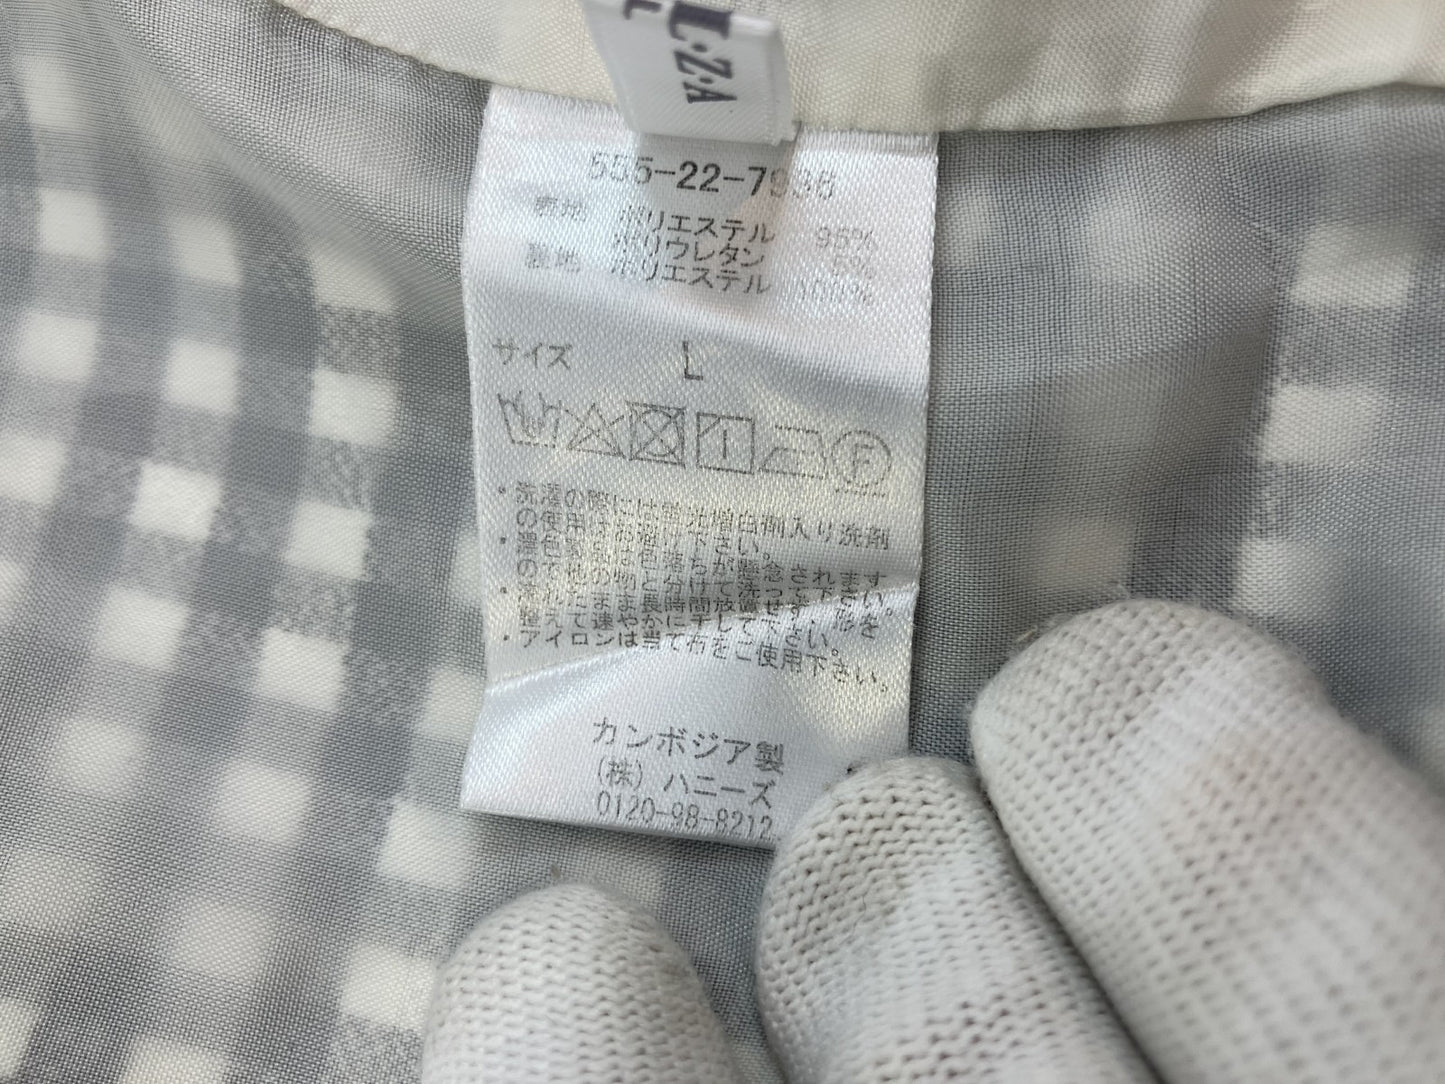 L·Z·A
L
555-22-7936
表地 ポリエステル 95%
ポリウレタン 5%
裏地 ポリエステル 100%
サイズ L
F
・洗濯の際には蛍光増白剤入り洗剤
の使用はお避け下さい。
・濃色製品は色落ちが懸念されます
の で他の物と分けて洗って下さい。
・濡れたまま長時間放置せず、形を
整えて速やかに干して下さい。
・アイロンは当て布をご使用下さい。
カンボジア製
(株) ハニーズ
0120-98-8212